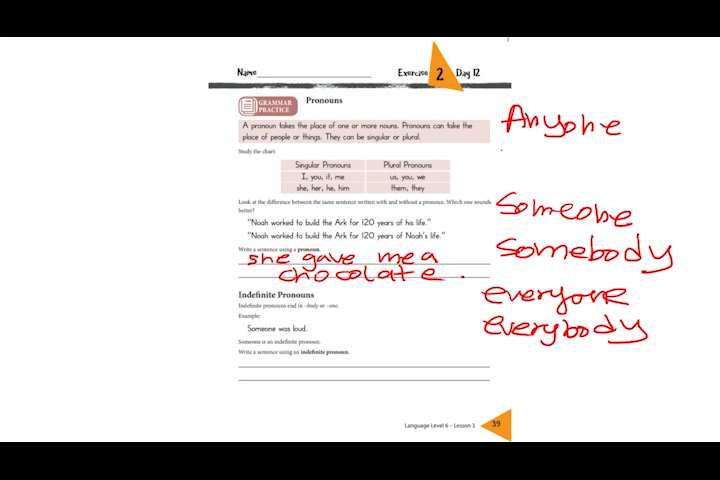 Name
Exercise 2 Day 12
GRAMMAR PRACTICE
Pronouns
A pronoun takes the place of one or more nouns. Pronouns can take the
place of people or things. They can be singular or plural.
Study the chart:
Singular Pronouns Plural Pronouns
I, you, it, me us, you, we
she, her, he, him them, they
Look at the difference between the same sentence written with and without a pronoun. Which one sounds
better?
"Noah worked to build the Ark for 120 years of his life."
"Noah worked to build the Ark for 120 years of Noah's life."
Write a sentence using a pronoun.
she gave me a
chocolate.
Indefinite Pronouns
Indefinite pronouns end in -body or -one.
Example:
Someone was loud.
Someone is an indefinite pronoun.
Write a sentence using an indefinite pronoun.
Language Level 6 – Lesson 3 39
Anyone
Someone
Somebody
everyone
everybody